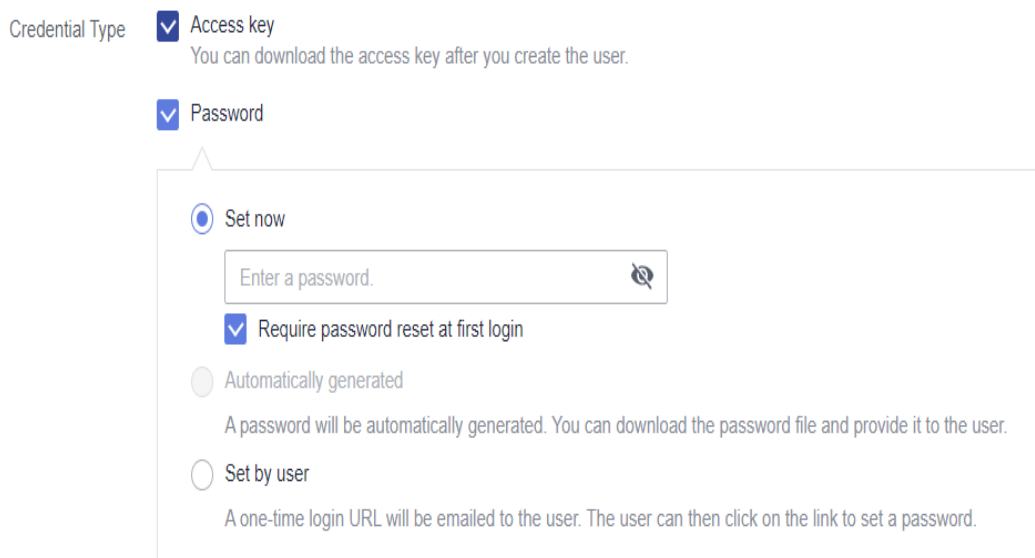 Credential Type
Access key
You can download the access key after you create the user.
Password
Set now
Enter a password.
Require password reset at first login
Automatically generated
A password will be automatically generated. You can download the password file and provide it to the user.
Set by user
A one-time login URL will be emailed to the user. The user can then click on the link to set a password.